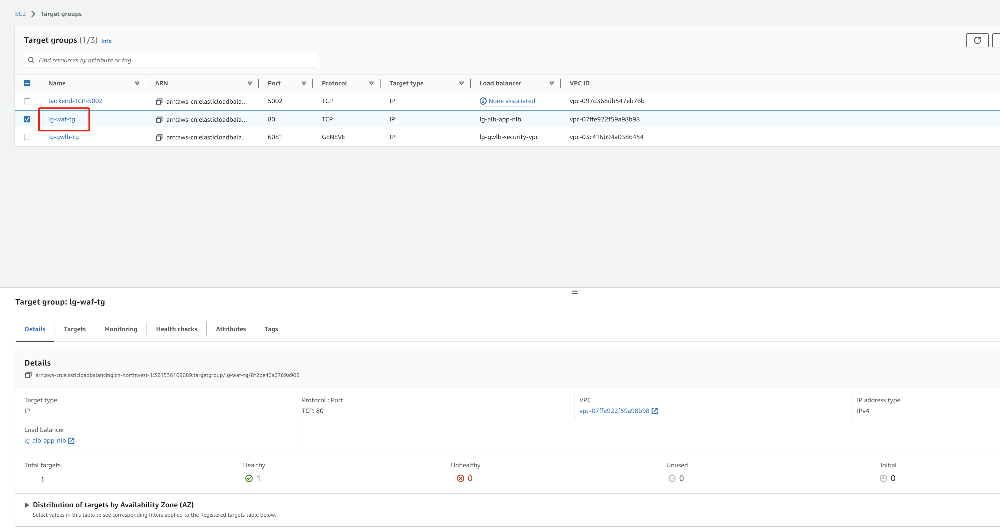 EC2 Target groups
Target groups (1/3) Info
Find resources by attribute or tag
Name ARN Port Protocol Target type Load balancer VPC ID
backend-TCP-5002 arn:aws-cn:elasticloadbala... 5002 TCP IP None associated vpc-097d368db547eb76b
lg-waf-tg arn:aws-cn:elasticloadbala... 80 TCP IP lg-alb-app-nlb vpc-07ffe922f59a98b98
lg-gwlb-tg arn:aws-cn:elasticloadbala... 6081 GENEVE IP lg-gwlb-security-vpc vpc-03c416b94a0386454
Target group: lg-waf-tg
Details Targets Monitoring Health checks Attributes Tags
Details
arn:aws-cn:elasticloadbalancing:cn-northwest-1:321536109689:targetgroup/lg-waf-tg/8f2be46a6789a905
Target type Protocol : Port VPC IP address type
IP TCP: 80 vpc-07ffe922f59a98b98 IPv4
Load balancer
lg-alb-app-nlb
Total targets Healthy Unhealthy Unused Initial
1 1 0 0 0
Distribution of targets by Availability Zone (AZ)
Select values in this table to see corresponding filters applied to the Registered targets table below.